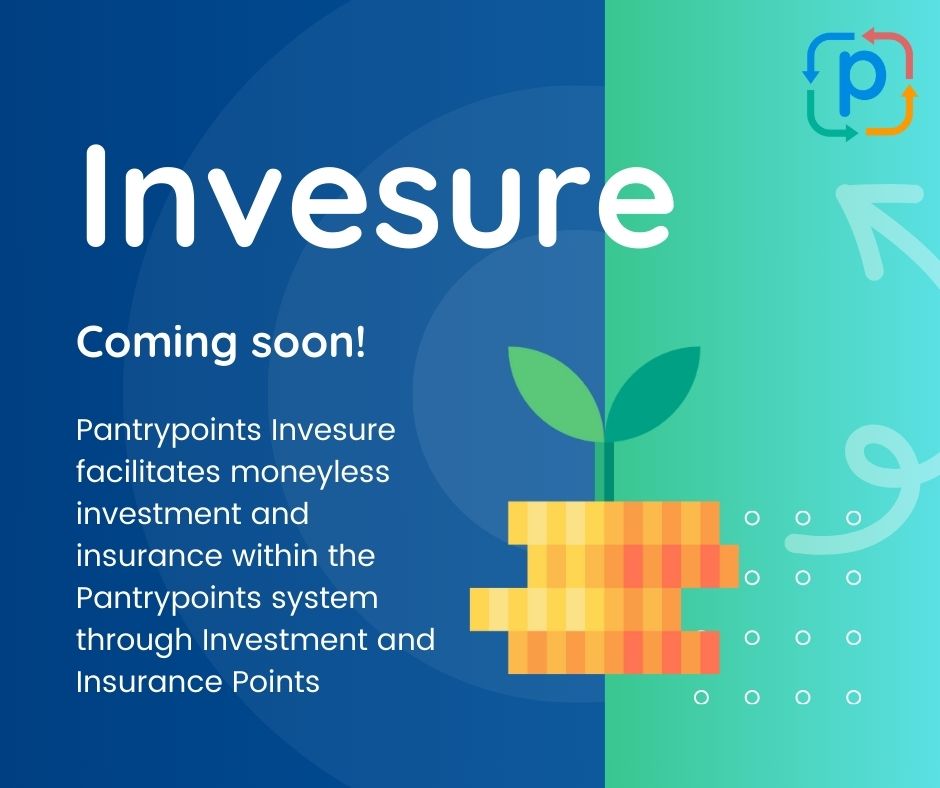 p
Invesure
Coming soon!
Pantrypoints Invesure
facilitates moneyless
investment and
insurance within the
Pantrypoints system
through Investment and
Insurance Points